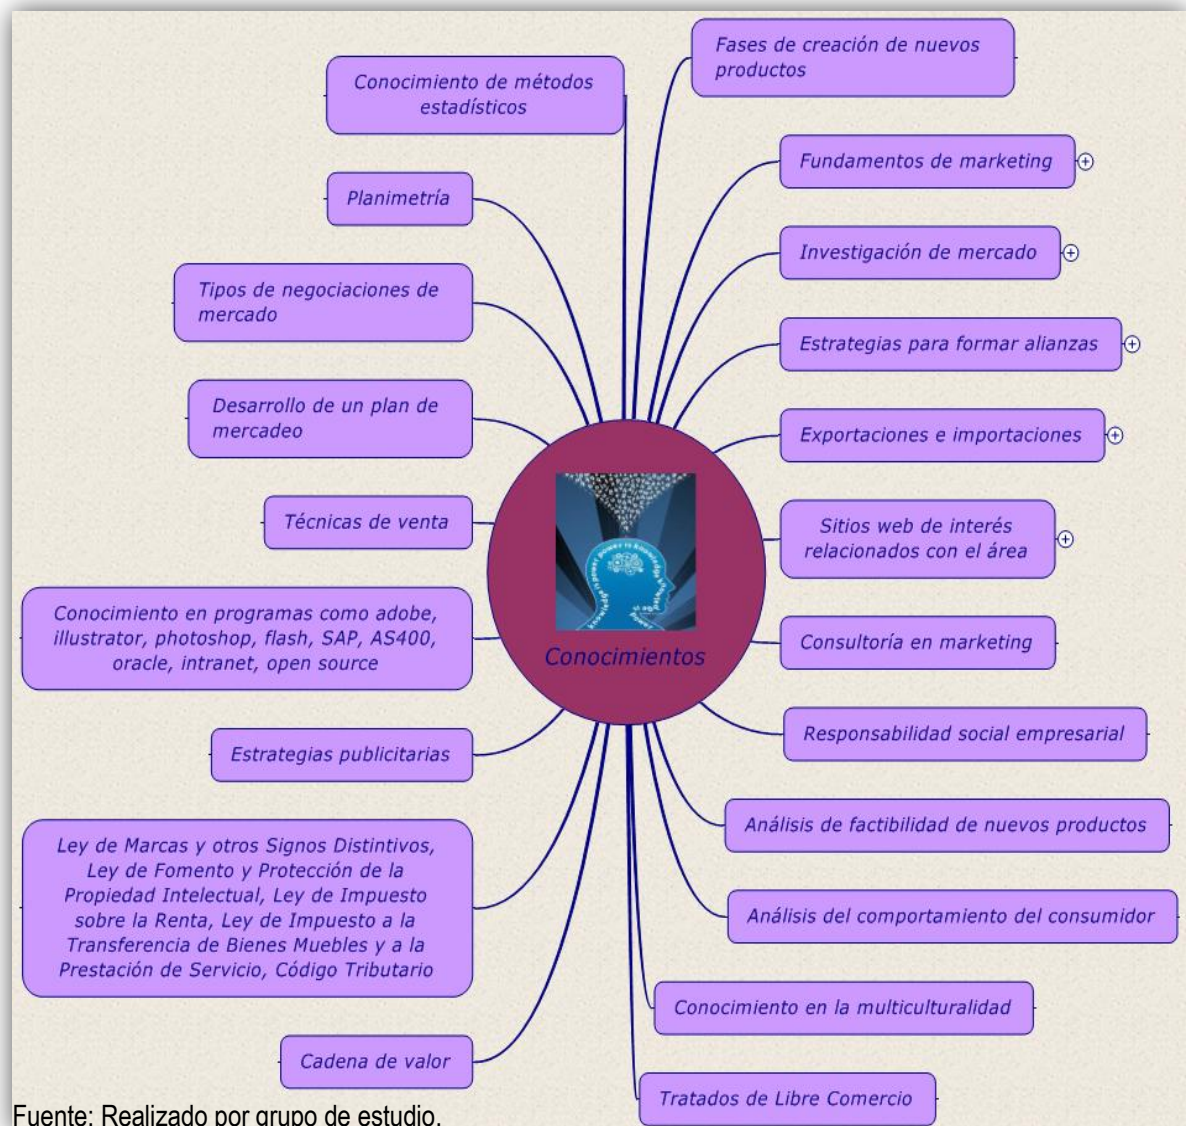 Fases de creación de nuevos
productos
Fundamentos de marketing
Investigación de mercado
Estrategias para formar alianzas
Exportaciones e importaciones
Sitios web de interés
relacionados con el área
Consultoría en marketing
Responsabilidad social empresarial
Análisis de factibilidad de nuevos productos
Análisis del comportamiento del consumidor
Conocimiento en la multiculturalidad
Tratados de Libre Comercio
Conocimiento de métodos
estadísticos
Planimetría
Tipos de negociaciones de
mercado
Desarrollo de un plan de
mercadeo
Técnicas de venta
Conocimiento en programas como adobe,
illustrator, photoshop, flash, SAP, AS400,
oracle, intranet, open source
Estrategias publicitarias
Ley de Marcas y otros Signos Distintivos,
Ley de Fomento y Protección de la
Propiedad Intelectual, Ley de Impuesto
sobre la Renta, Ley de Impuesto a la
Transferencia de Bienes Muebles y a la
Prestación de Servicio, Código Tributario
Cadena de valor
Conocimientos
Fuente: Realizado por grupo de estudio.